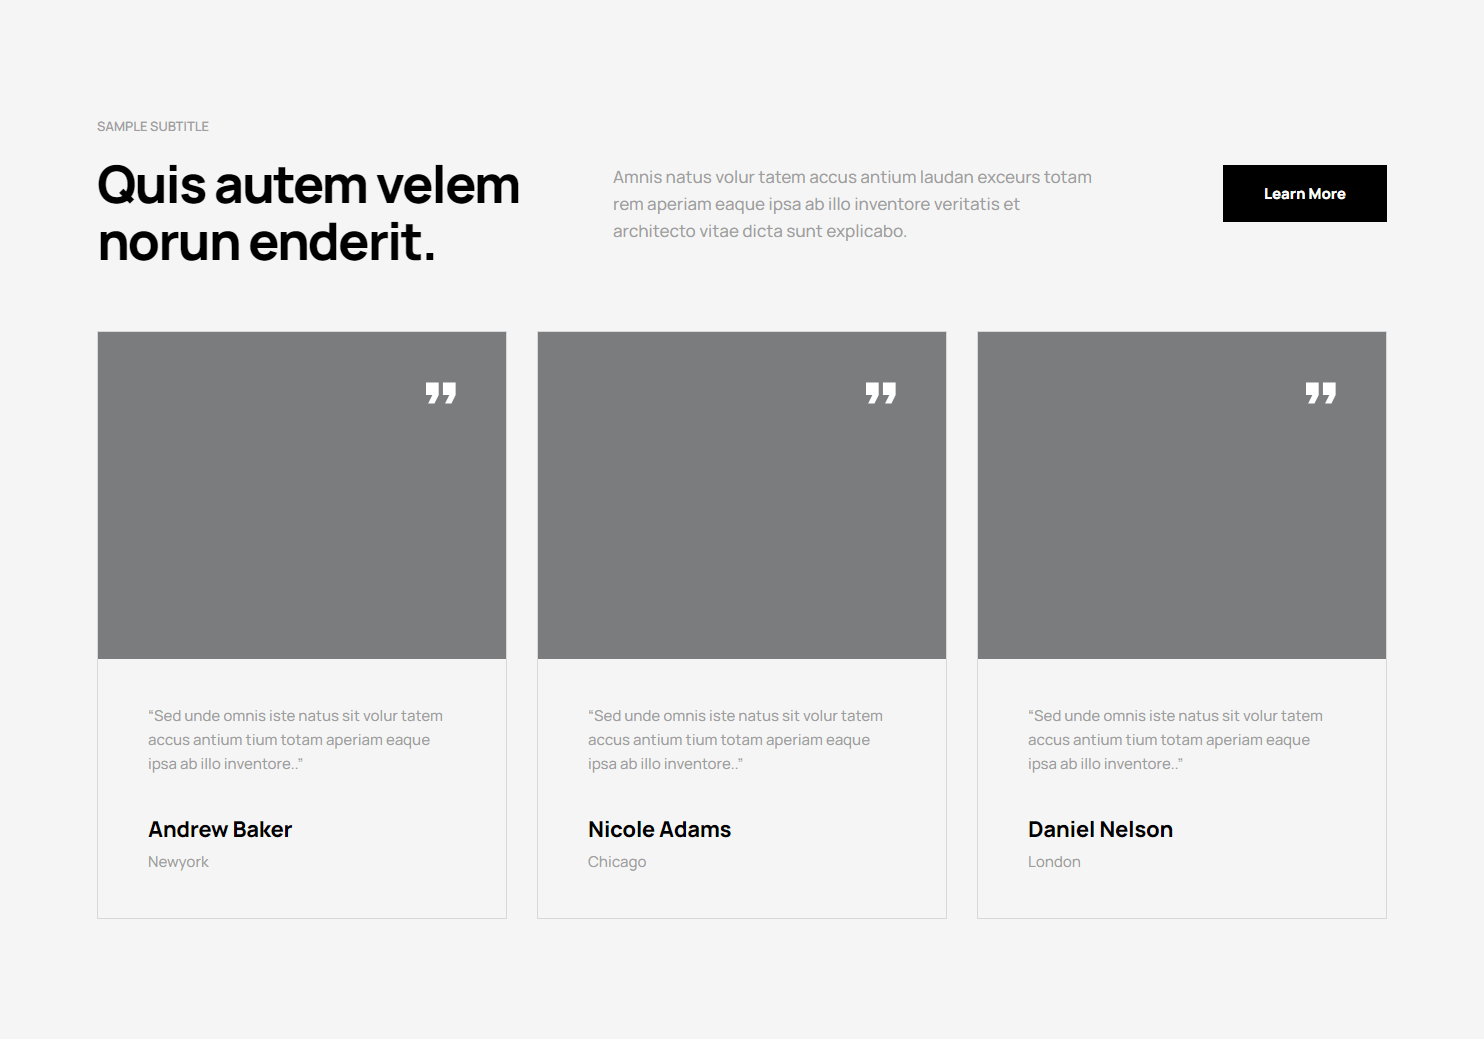 SAMPLE SUBTITLE
Quis autem velem
norun enderit.
Amnis natus volur tatem accus antium laudan exceurs totam
rem aperiam eaque ipsa ab illo inventore veritatis et
architecto vitae dicta sunt explicabo.
Learn More
”
“Sed unde omnis iste natus sit volur tatem
accus antium tium totam aperiam eaque
ipsa ab illo inventore..”
Andrew Baker
Newyork
”
“Sed unde omnis iste natus sit volur tatem
accus antium tium totam aperiam eaque
ipsa ab illo inventore..”
Nicole Adams
Chicago
”
“Sed unde omnis iste natus sit volur tatem
accus antium tium totam aperiam eaque
ipsa ab illo inventore..”
Daniel Nelson
London